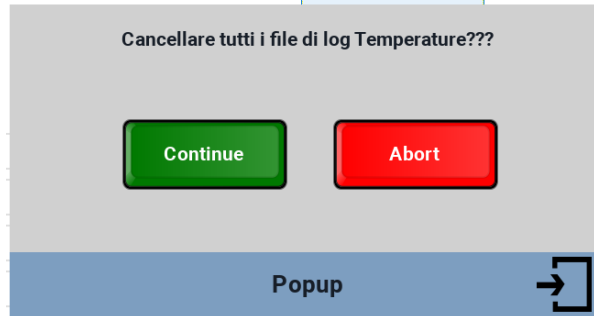 Cancellare tutti i file di log Temperature???
Continue
Abort
Popup